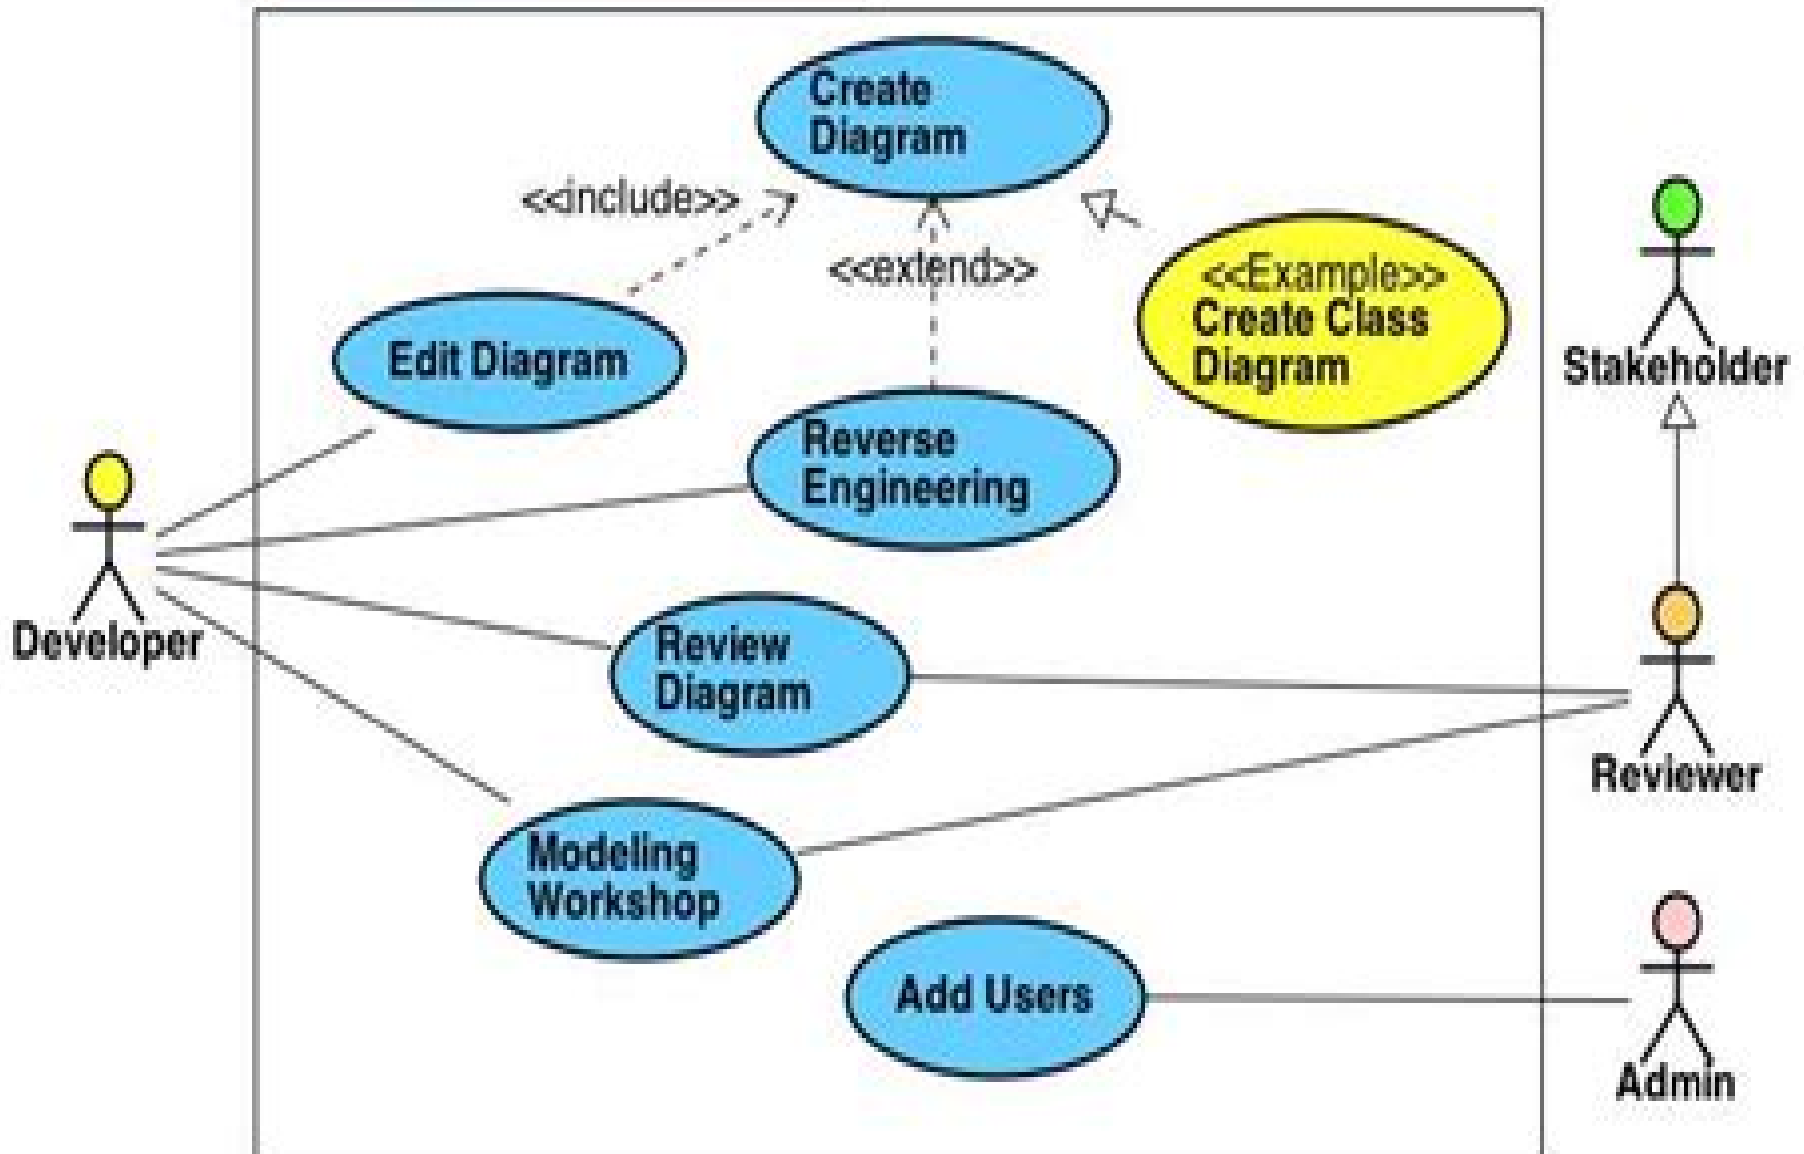 Create
Diagram
<<include>>
<<extend>>
<<Example>>
Create Class
Diagram
Edit Diagram
Stakeholder
Reverse
Engineering
Developer
Review
Diagram
Reviewer
Modeling
Workshop
Add Users
Admin